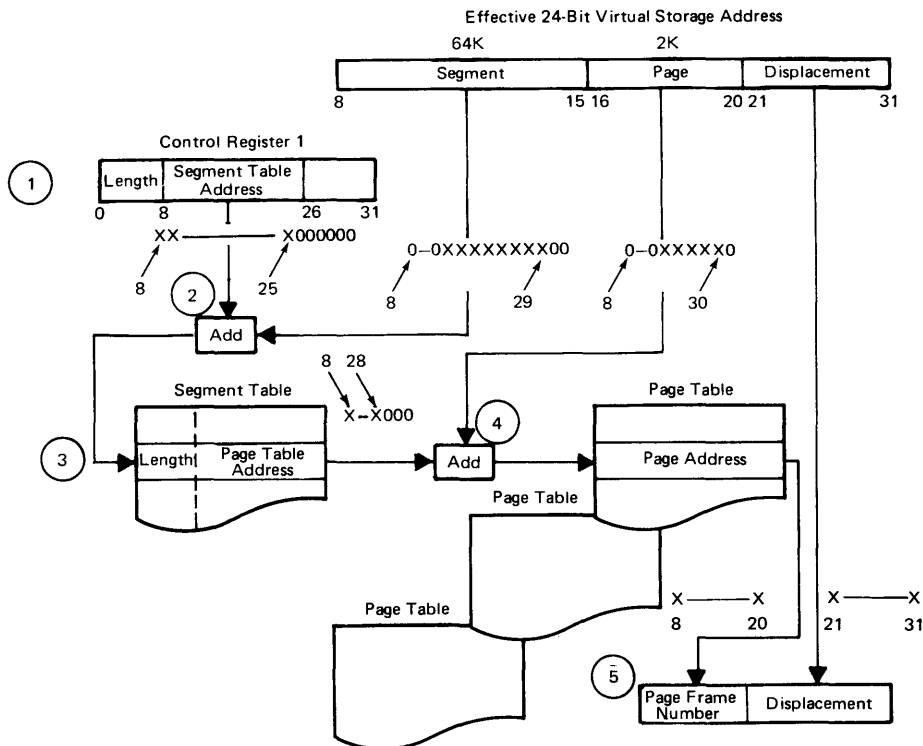 Effective 24-Bit Virtual Storage Address
64K 2K
Segment Page Displacement
8 15 16 20 21 31
Control Register 1
1
Length Segment Table Address
0 8 26 31
XX X000000
8 25
0–0XXXXXXXX00
8 29
0–0XXXXX0
8 30
2
Add
8 28
X–X000
Segment Table
3
Length Page Table Address
4
Add
Page Table
Page Address
Page Table
Page Table
X X
8 20
X X
21 31
5
Page Frame Number Displacement